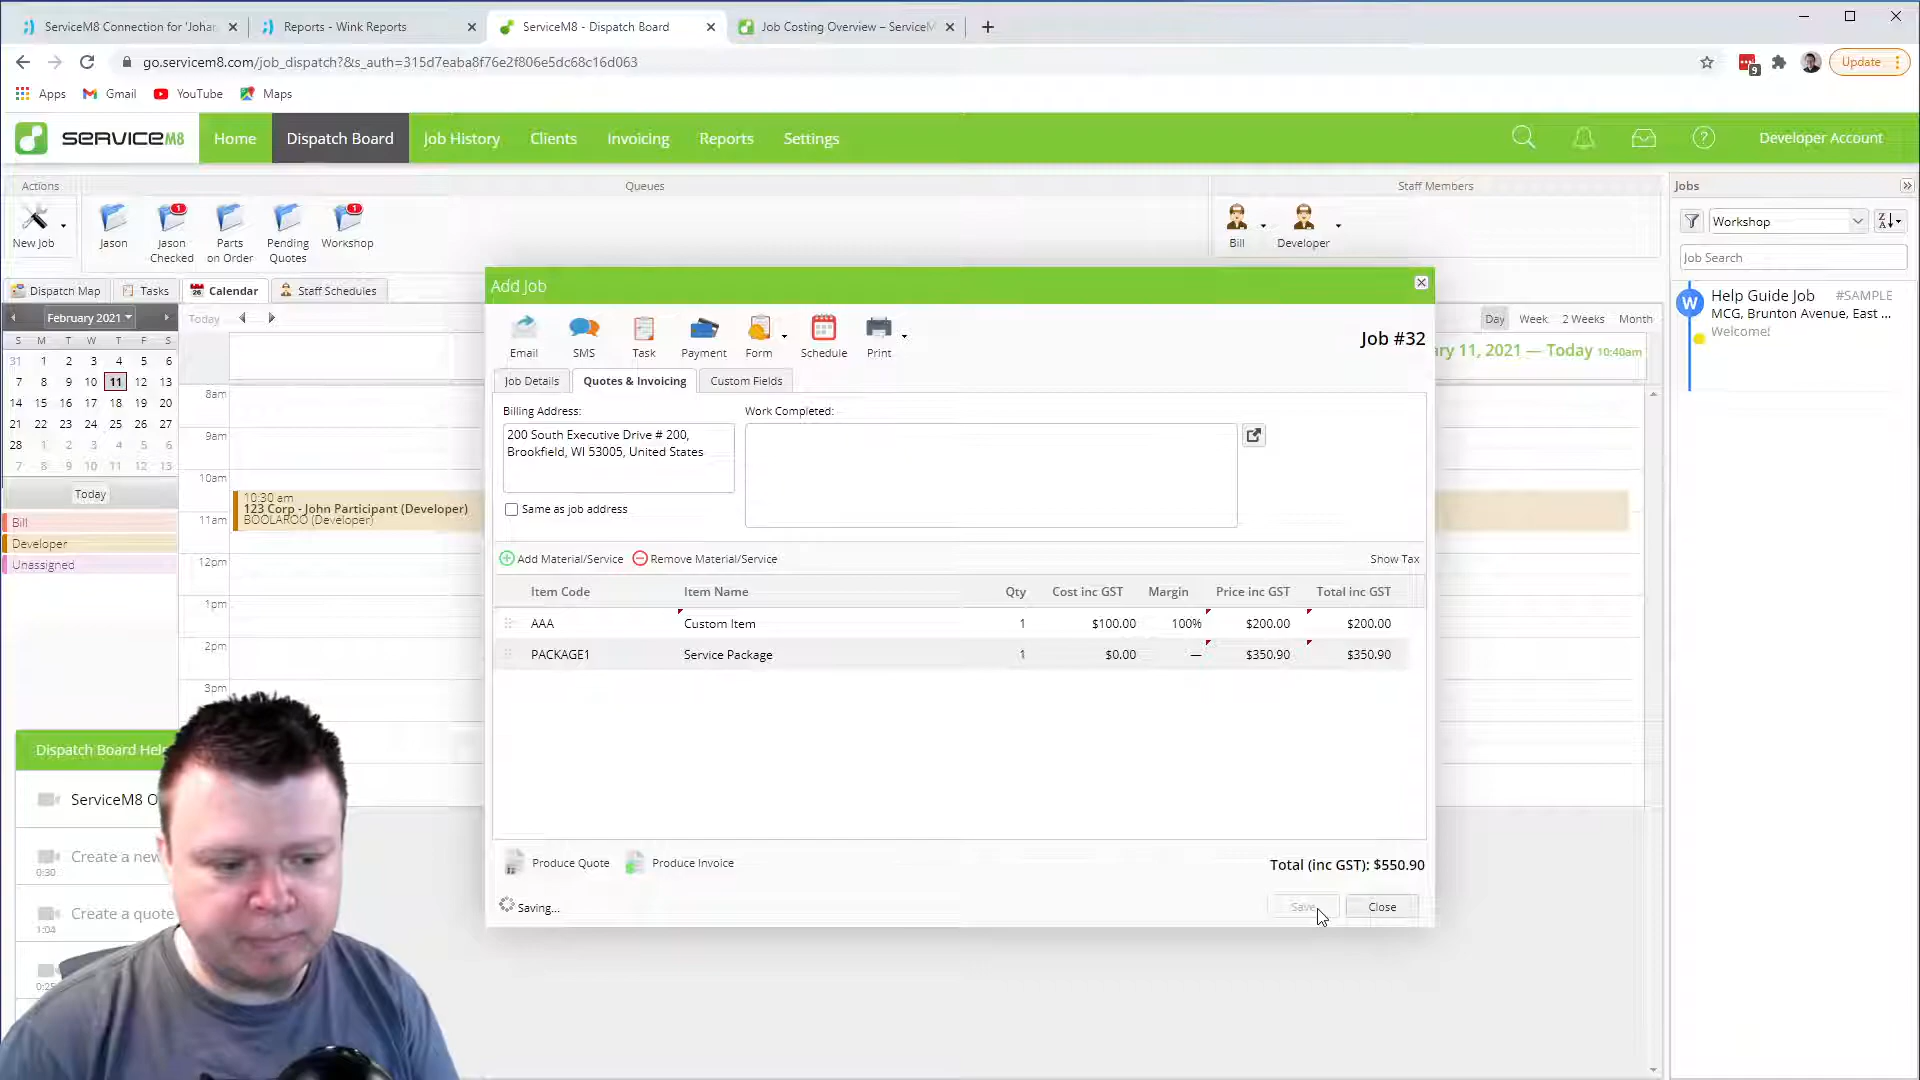 ServiceM8 Connection for 'Johan
Reports - Wink Reports
ServiceM8 - Dispatch Board
Job Costing Overview – ServiceM
go.servicem8.com/job_dispatch?&s_auth=315d7eaba8f76e2f806e5dc68c16d063
9
Update
Apps
Gmail
YouTube
Maps
SERVICEM8
Home
Dispatch Board
Job History
Clients
Invoicing
Reports
Settings
Developer Account
Actions
Queues
Staff Members
Jobs
New Job
Jason
1
Jason
Checked
Parts
on Order
Pending
Quotes
1
Workshop
Bill
Developer
Workshop
Job Search
Help Guide Job
#SAMPLE
MCG, Brunton Avenue, East ...
Welcome!
W
Dispatch Map
Tasks
Calendar
Staff Schedules
February 2021
Today
S M T W T F S
31 1 2 3 4 5 6
7 8 9 10 11 12 13
14 15 16 17 18 19 20
21 22 23 24 25 26 27
28 1 2 3 4 5 6
7 8 9 10 11 12 13
Today
Bill
Developer
Unassigned
Day
Week
2 Weeks
Month
ry 11, 2021 — Today 10:40am
8am
9am
10am
11am
12pm
1pm
2pm
3pm
10:30 am
123 Corp - John Participant (Developer)
BOOLAROO (Developer)
Add Job
Email
SMS
Task
Payment
Form
Schedule
Print
Job #32
Job Details
Quotes & Invoicing
Custom Fields
Billing Address:
Work Completed:
200 South Executive Drive # 200,
Brookfield, WI 53005, United States
Same as job address
Add Material/Service
Remove Material/Service
Show Tax
Item Code Item Name Qty Cost inc GST Margin Price inc GST Total inc GST
AAA Custom Item 1 $100.00 100% $200.00 $200.00
PACKAGE1 Service Package 1 $0.00 — $350.90 $350.90
Produce Quote
Produce Invoice
Total (inc GST): $550.90
Saving...
Save
Close
Dispatch Board Hel
ServiceM8 O
Create a new
0:30
Create a quote
1:04
0:25